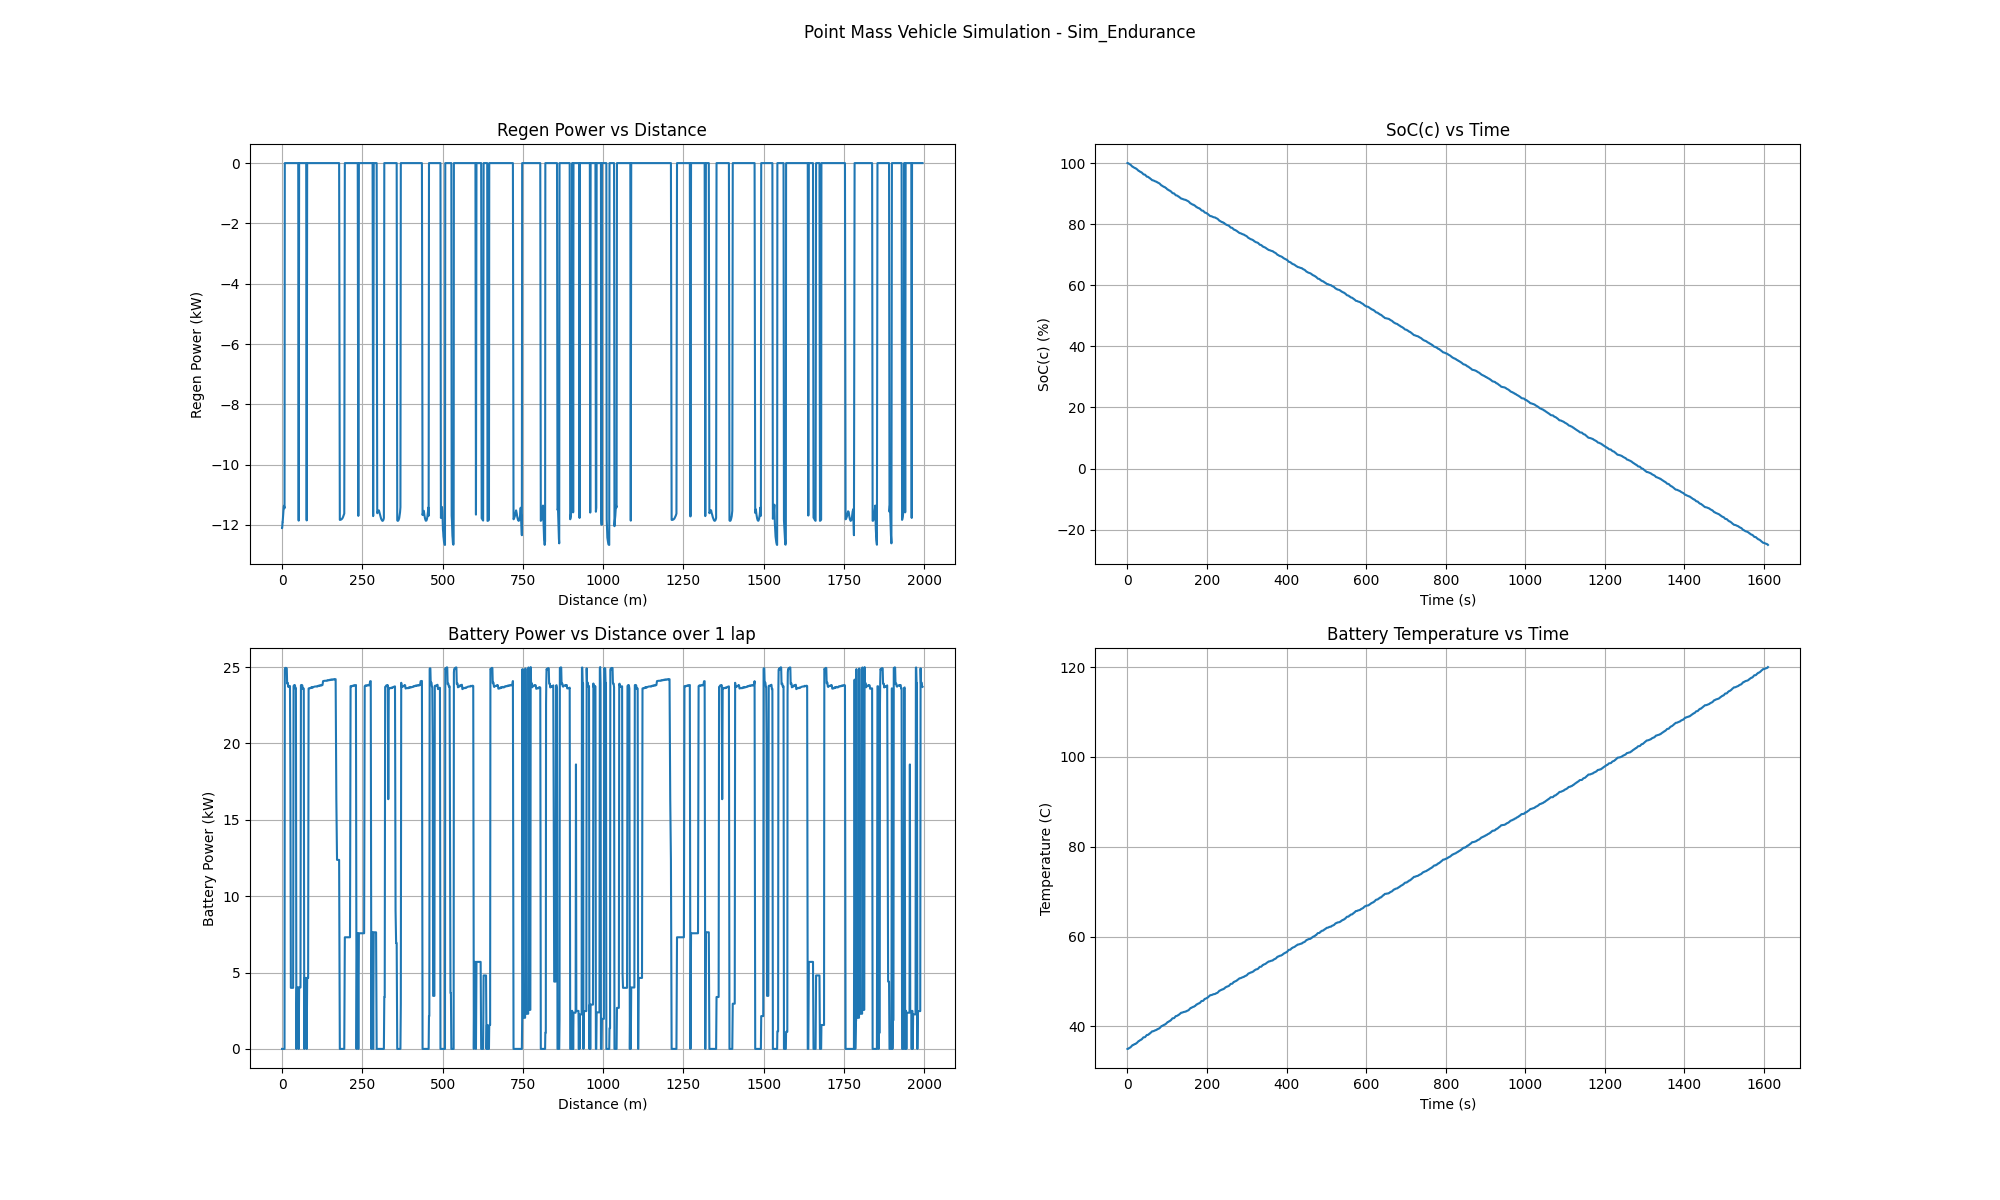 Point Mass Vehicle Simulation - Sim_Endurance
Regen Power vs Distance
Regen Power (kW)
0
−2
−4
−6
−8
−10
−12
0 250 500 750 1000 1250 1500 1750 2000
Distance (m)
SoC(c) vs Time
SoC(c) (%)
100
80
60
40
20
0
−20
0 200 400 600 800 1000 1200 1400 1600
Time (s)
Battery Power vs Distance over 1 lap
Battery Power (kW)
25
20
15
10
5
0
0 250 500 750 1000 1250 1500 1750 2000
Distance (m)
Battery Temperature vs Time
Temperature (C)
120
100
80
60
40
0 200 400 600 800 1000 1200 1400 1600
Time (s)